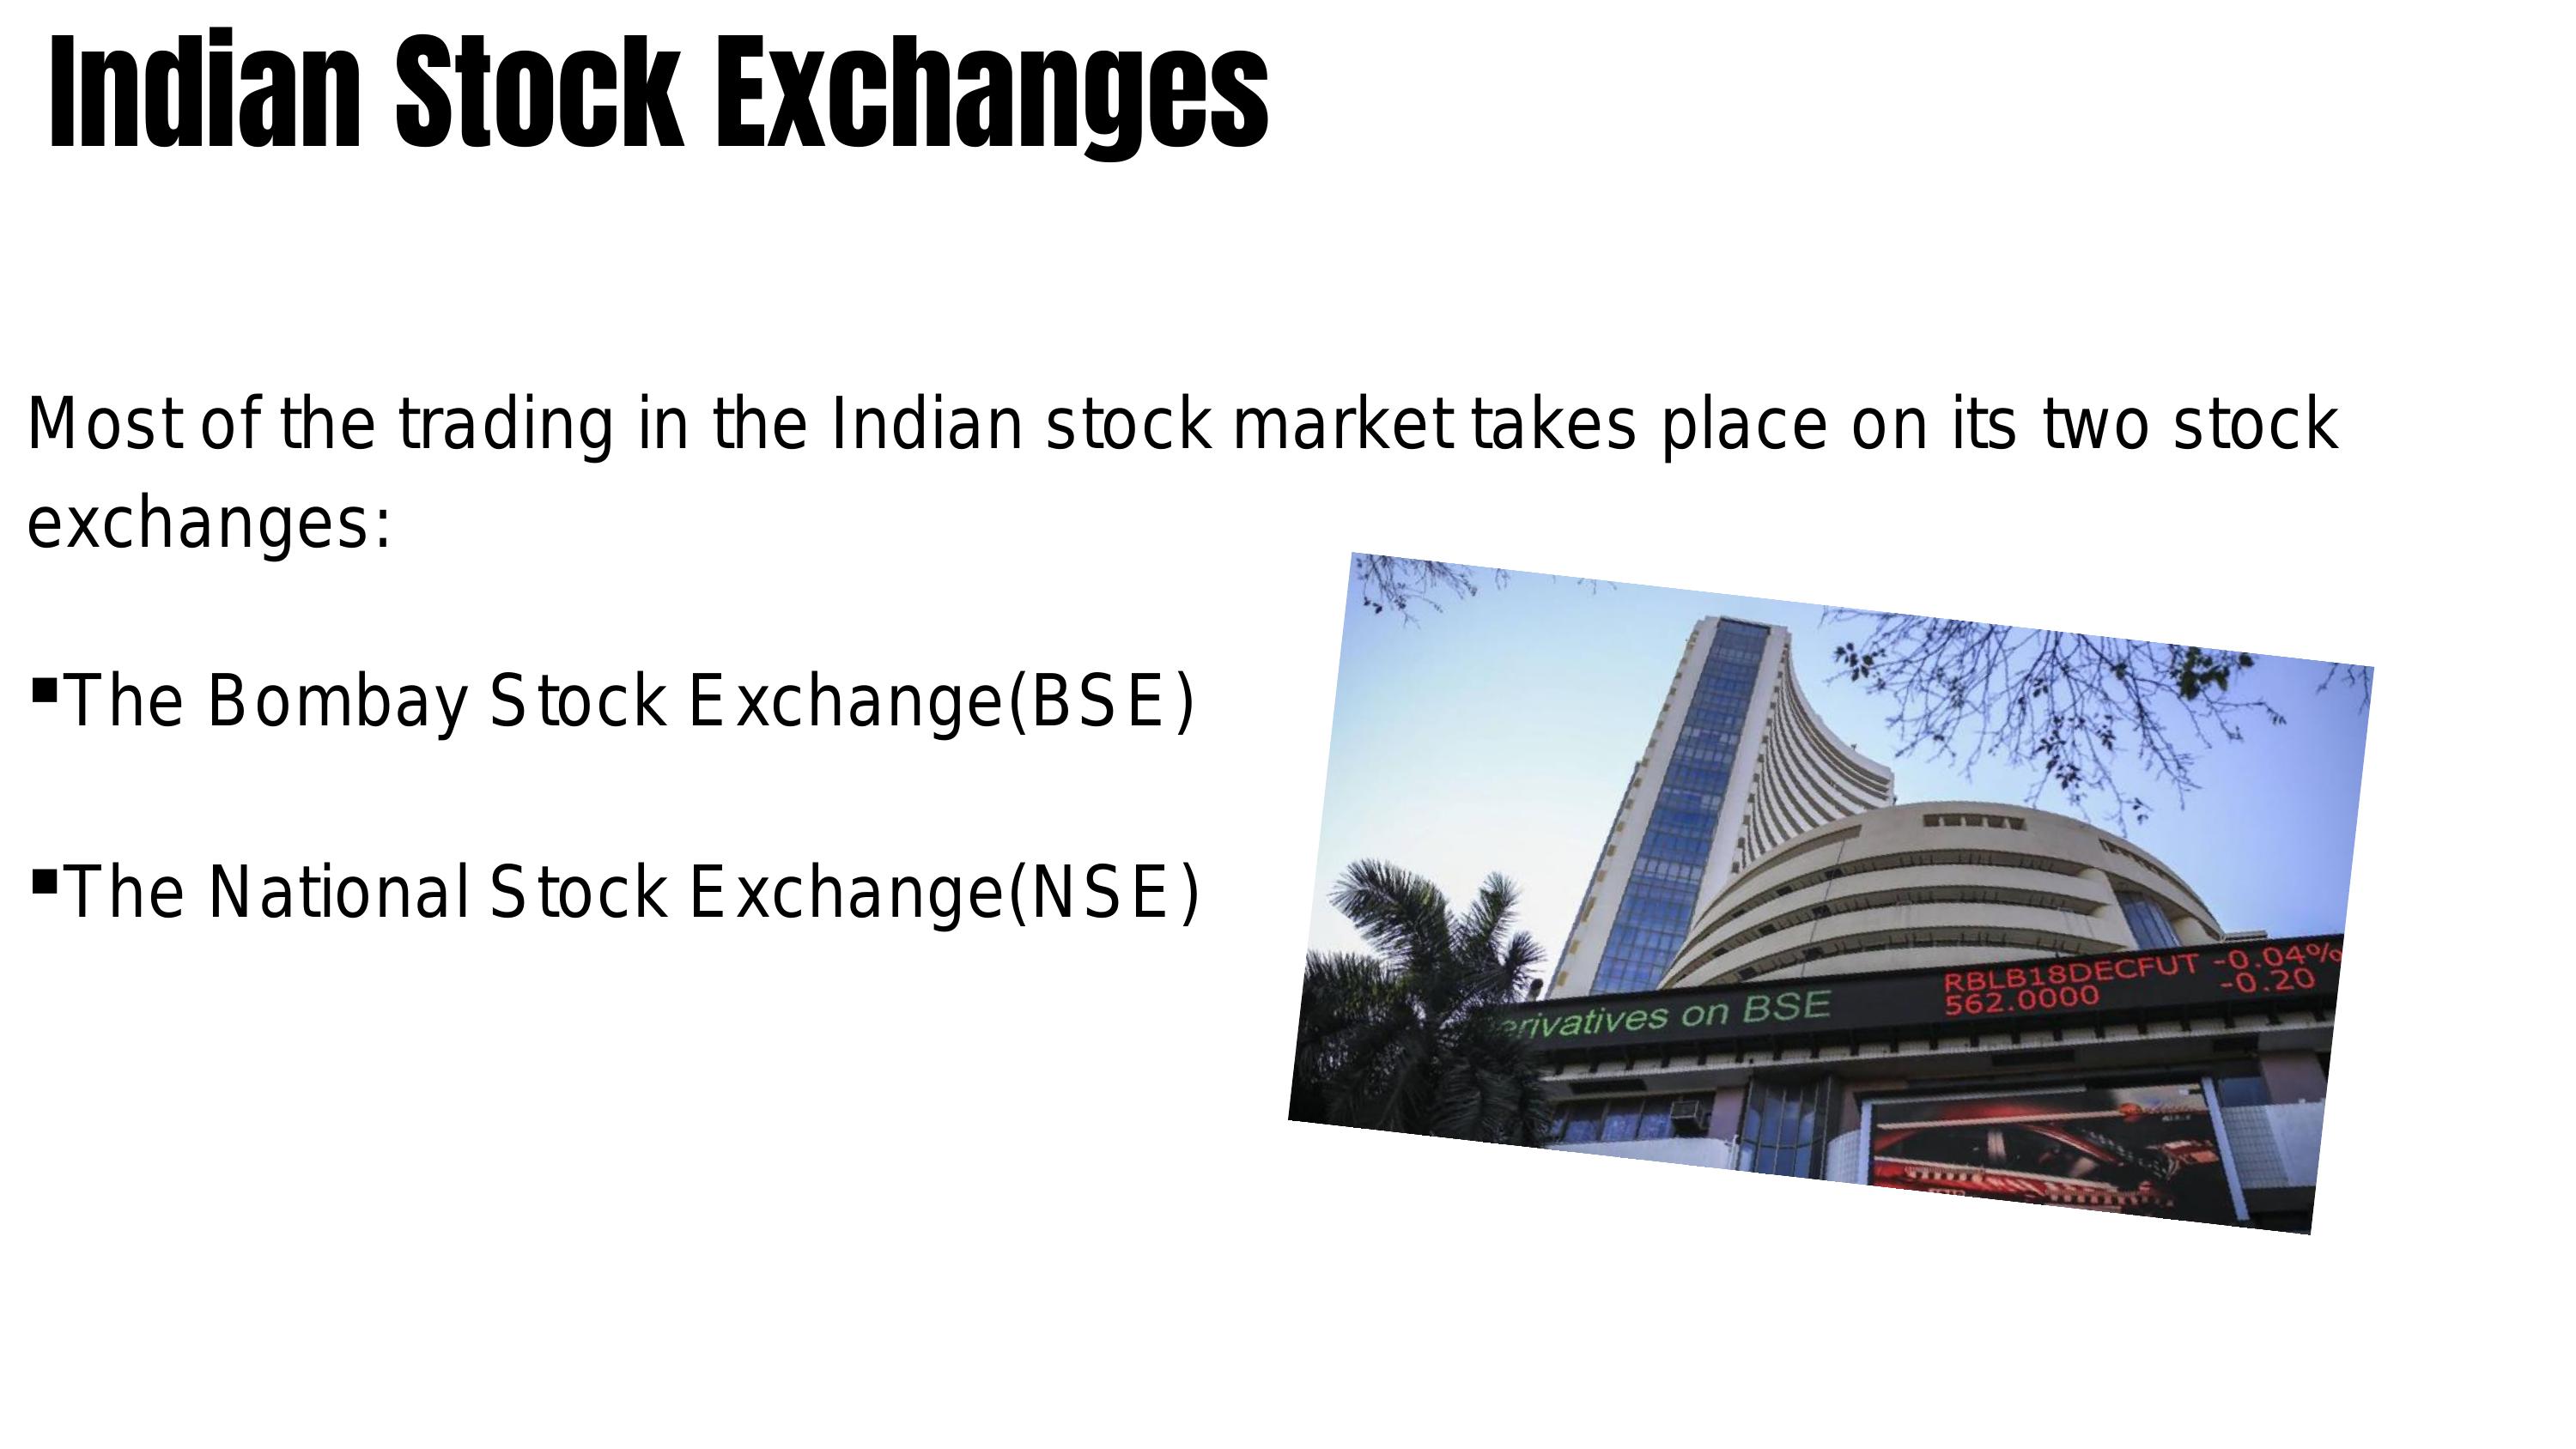 Indian Stock Exchanges
Most of the trading in the Indian stock market takes place on its two stock
exchanges:
▪The Bombay Stock Exchange(BSE)
▪The National Stock Exchange(NSE)
erivatives on BSE
RBLB18DECFUT -0.04%
562.0000 -0.20